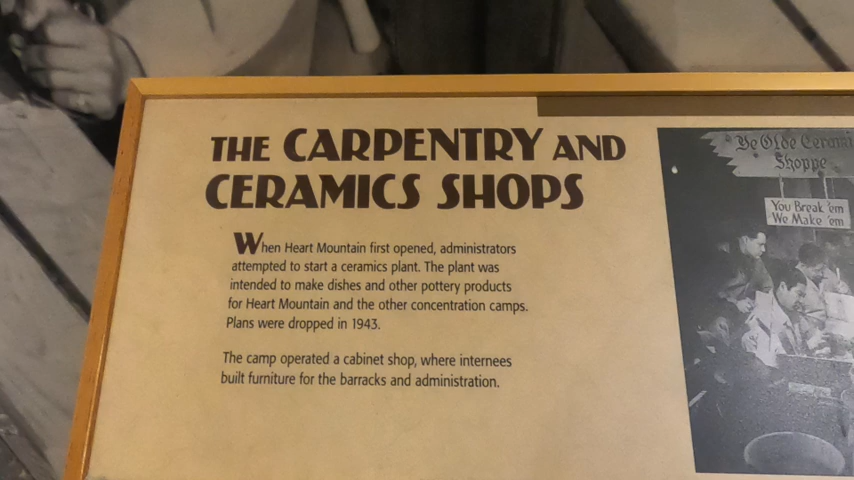 THE CARPENTRY AND
CERAMICS SHOPS
When Heart Mountain first opened, administrators
attempted to start a ceramics plant. The plant was
intended to make dishes and other pottery products
for Heart Mountain and the other concentration camps.
Plans were dropped in 1943.
The camp operated a cabinet shop, where internees
built furniture for the barracks and administration.
Ye Olde
Shoppe
You Break 'em
We Make 'em